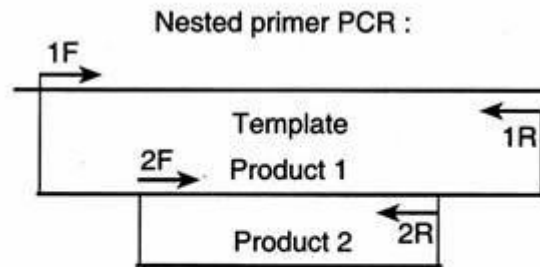 Nested primer PCR :
1F
Template
1R
2F
Product 1
2R
Product 2